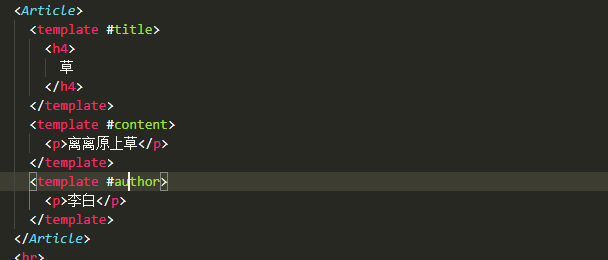 <Article>
<template #title>
<h4>
草
</h4>
</template>
<template #content>
<p>离离原上草</p>
</template>
<template #author>
<p>李白</p>
</template>
</Article>
<hr>